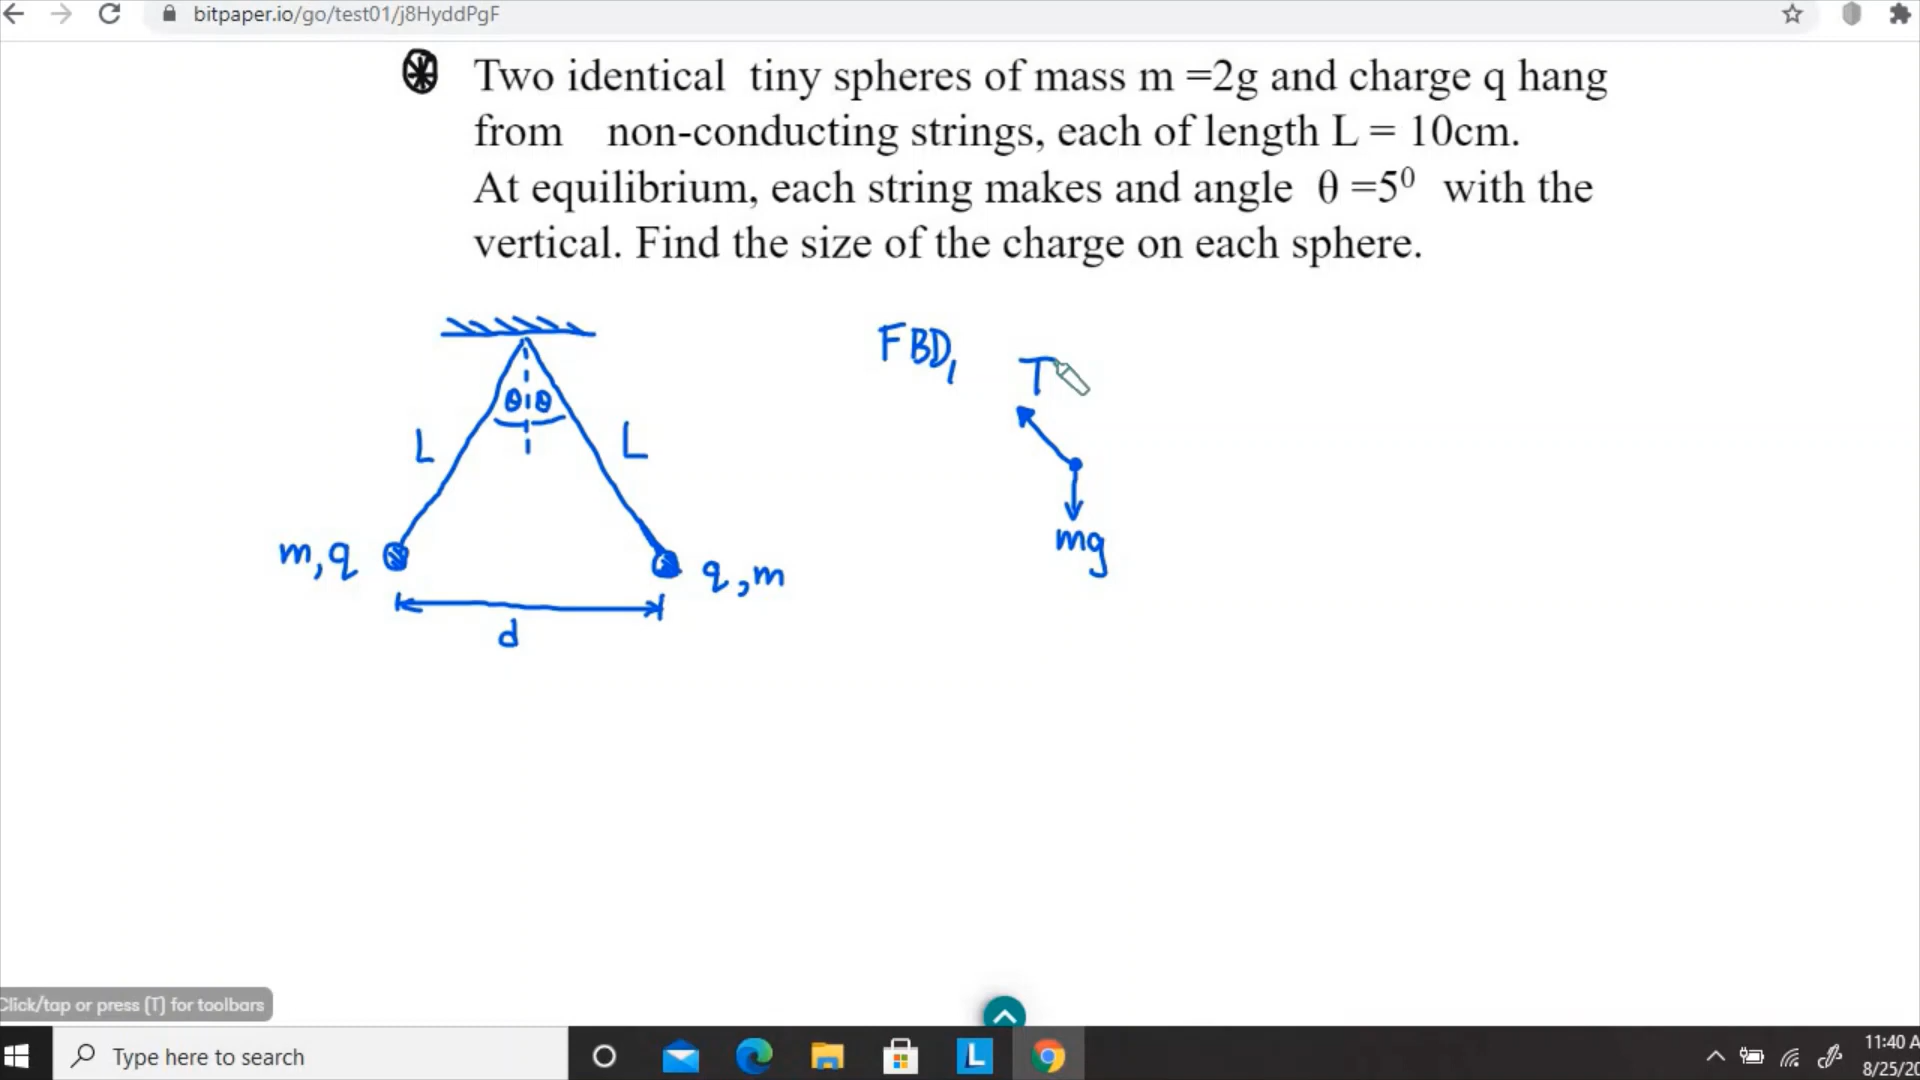 bitpaper.io/go/test01/j8HyddPgF
Two identical tiny spheres of mass m =2g and charge q hang
from non-conducting strings, each of length L = 10cm.
At equilibrium, each string makes and angle θ =5⁰ with the
vertical. Find the size of the charge on each sphere.
FBD,
T
θ θ
L L
mg
m,q
q,m
d
Click/tap or press (T) for toolbars
Type here to search
L
11:40 A
8/25/20